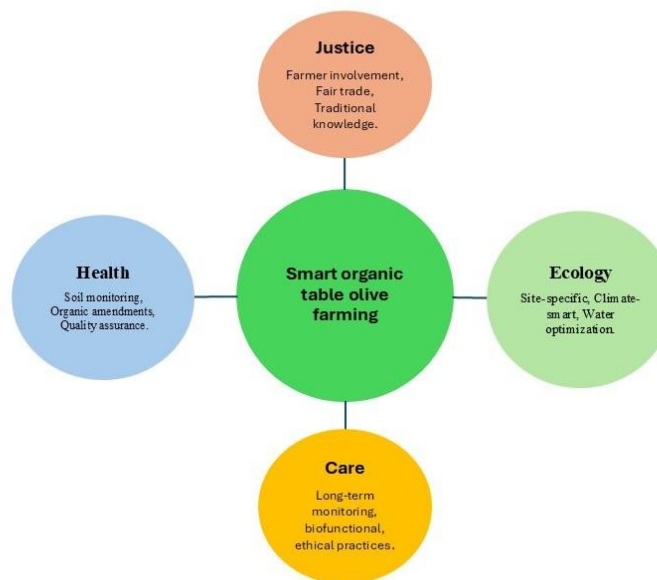 Justice
Farmer involvement,
Fair trade,
Traditional
knowledge.
Health
Soil monitoring,
Organic amendments,
Quality assurance.
Smart organic
table olive
farming
Ecology
Site-specific, Climate-
smart, Water
optimization.
Care
Long-term
monitoring,
biofunctional,
ethical practices.